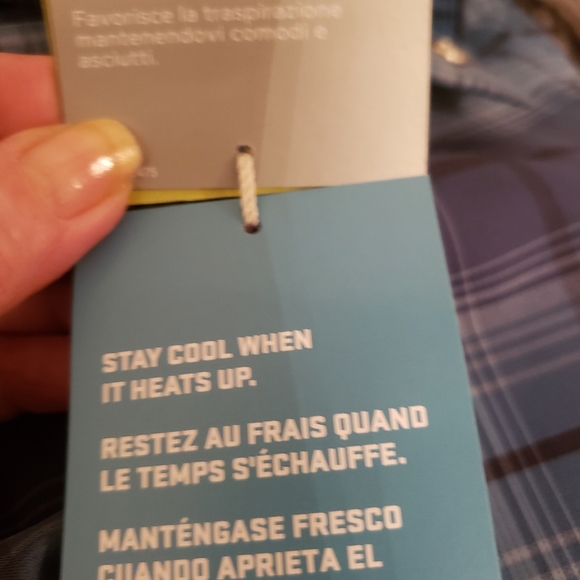 Favorisce la traspirazione
mantenendovi comodi e
asciutti.
STAY COOL WHEN
IT HEATS UP.
RESTEZ AU FRAIS QUAND
LE TEMPS S'ÉCHAUFFE.
MANTÉNGASE FRESCO
CUANDO APRIETA EL